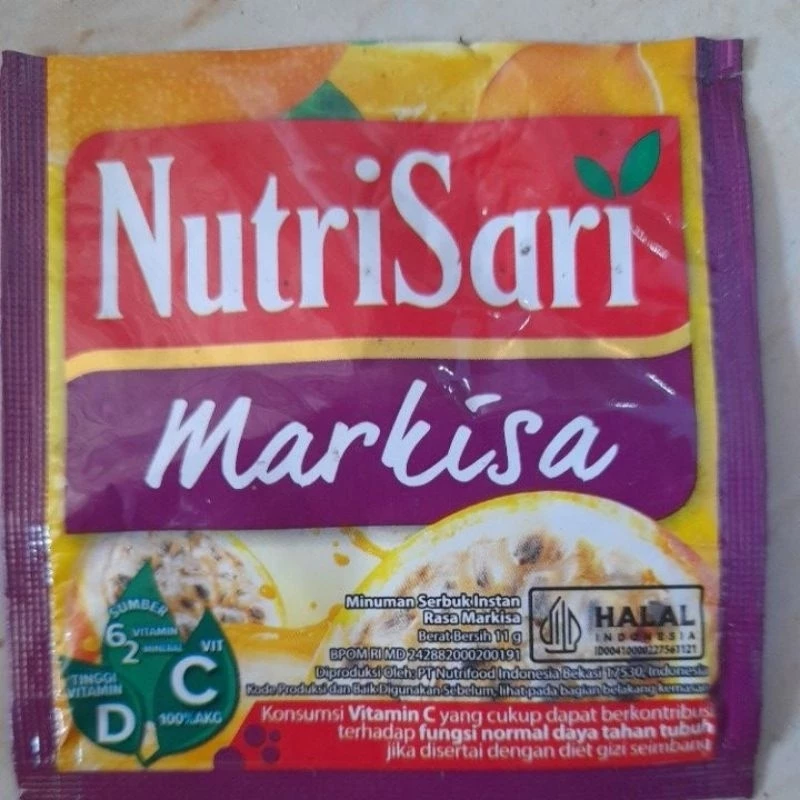 NutriSari
Markisa
SUMBER
6 VITAMIN
2 MINERAL
TINGGI
VITAMIN
D
VIT
C
100% AKG
Minuman Serbuk Instan
Rasa Markisa
Berat Bersih 11 g
BPOM RI MD 242882000200191
Diproduksi Oleh: PT Nutrifood Indonesia Bekasi 17530, Indonesia
Kode Produksi dan Baik Digunakan Sebelum, lihat pada bagian belakang kemasan
HALAL
INDONESIA
Konsumsi Vitamin C yang cukup dapat berkontribusi
terhadap fungsi normal daya tahan tubuh
jika disertai dengan diet gizi seimbang